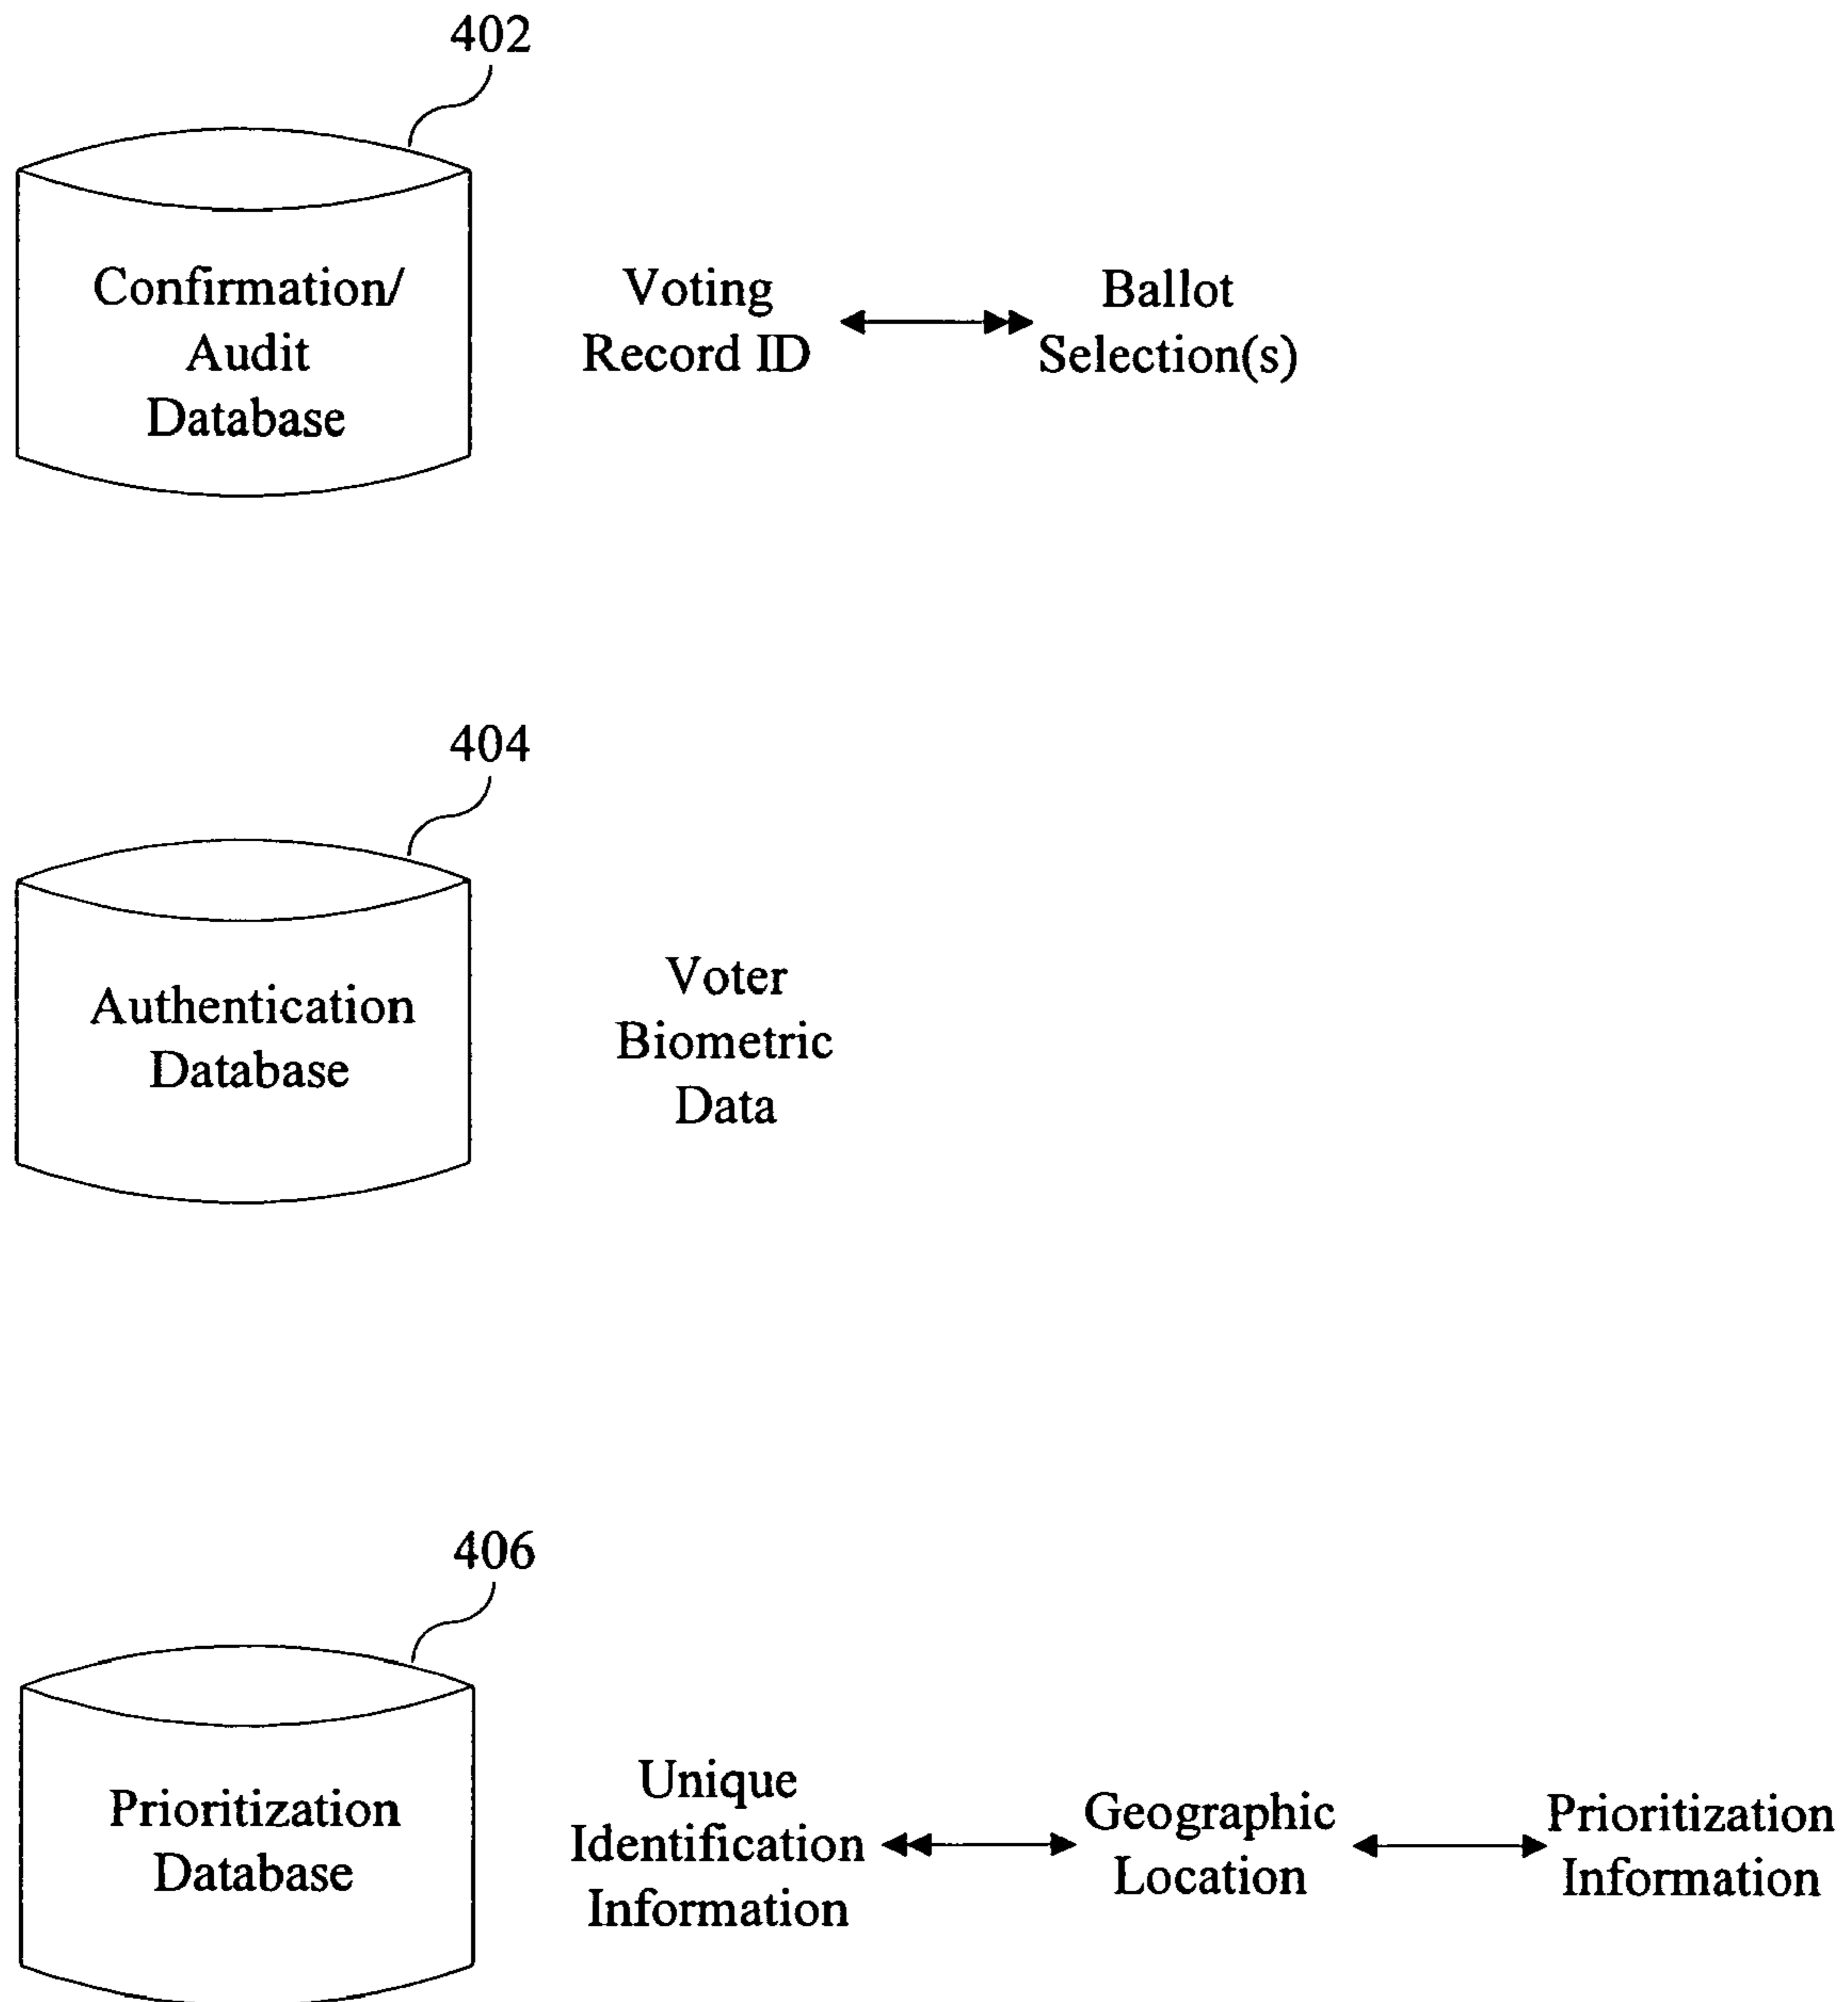 402
Confirmation/
Audit
Database
Voting
Record ID
Ballot
Selection(s)
404
Authentication
Database
Voter
Biometric
Data
406
Prioritization
Database
Unique
Identification
Information
Geographic
Location
Prioritization
Information